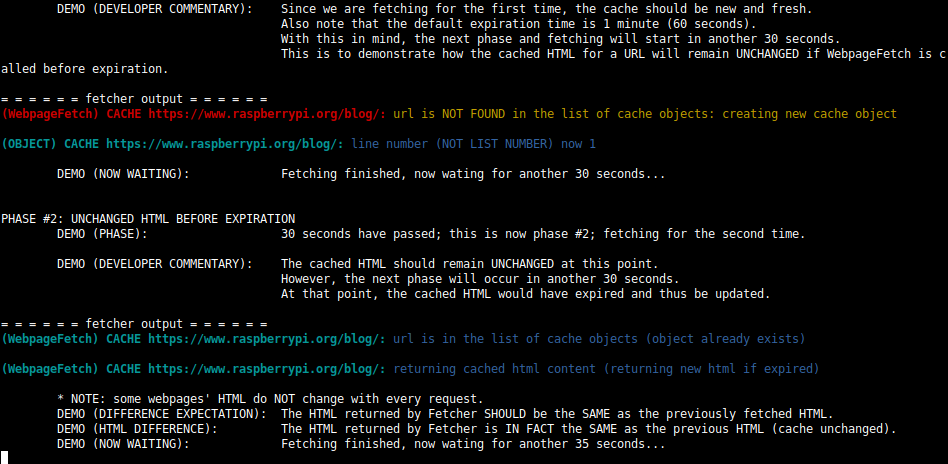 DEMO (DEVELOPER COMMENTARY):    Since we are fetching for the first time, the cache should be new and fresh.
Also note that the default expiration time is 1 minute (60 seconds).
With this in mind, the next phase and fetching will start in another 30 seconds.
This is to demonstrate how the cached HTML for a URL will remain UNCHANGED if WebpageFetch is c
alled before expiration.
= = = = = = fetcher output = = = = = =
(WebpageFetch) CACHE https://www.raspberrypi.org/blog/: url is NOT FOUND in the list of cache objects: creating new cache object
(OBJECT) CACHE https://www.raspberrypi.org/blog/: line number (NOT LIST NUMBER) now 1
DEMO (NOW WAITING):             Fetching finished, now wating for another 30 seconds...
PHASE #2: UNCHANGED HTML BEFORE EXPIRATION
DEMO (PHASE):                   30 seconds have passed; this is now phase #2; fetching for the second time.
DEMO (DEVELOPER COMMENTARY):    The cached HTML should remain UNCHANGED at this point.
However, the next phase will occur in another 30 seconds.
At that point, the cached HTML would have expired and thus be updated.
= = = = = = fetcher output = = = = = =
(WebpageFetch) CACHE https://www.raspberrypi.org/blog/: url is in the list of cache objects (object already exists)
(WebpageFetch) CACHE https://www.raspberrypi.org/blog/: returning cached html content (returning new html if expired)
* NOTE: some webpages' HTML do NOT change with every request.
DEMO (DIFFERENCE EXPECTATION):  The HTML returned by Fetcher SHOULD be the SAME as the previously fetched HTML.
DEMO (HTML DIFFERENCE):         The HTML returned by Fetcher is IN FACT the SAME as the previous HTML (cache unchanged).
DEMO (NOW WAITING):             Fetching finished, now wating for another 35 seconds...